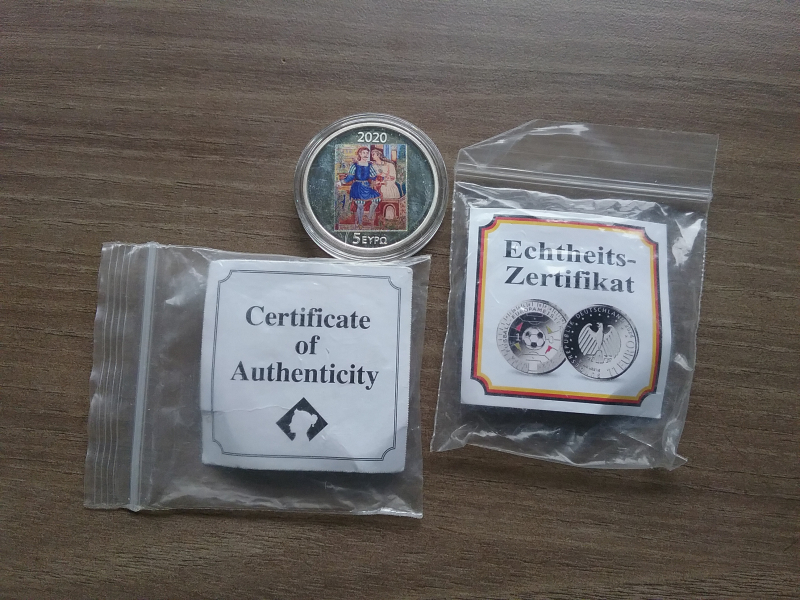 2020
5 ΕΥΡΩ
Certificate
of
Authenticity
Echtheits-
Zertifikat